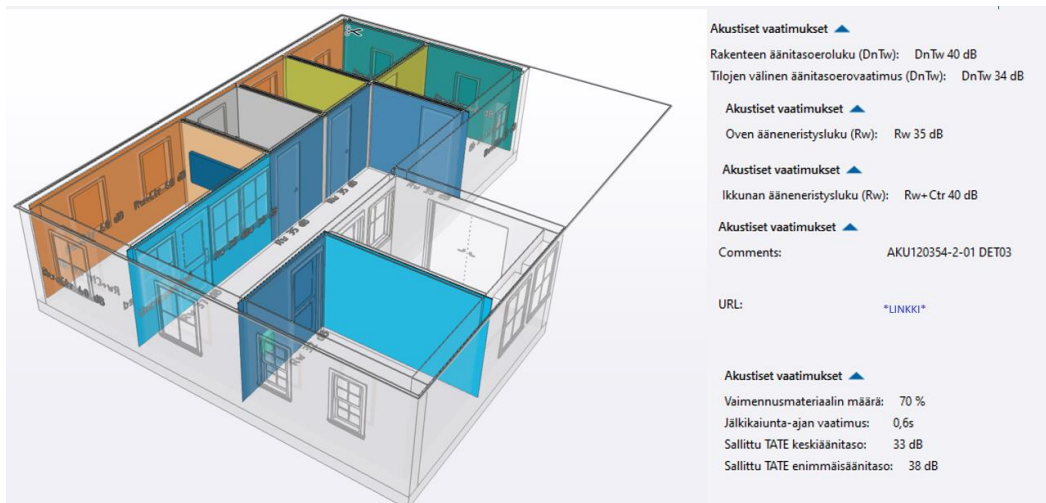 Akustiset vaatimukset
Rakenteen äänitasoeroluku (DnTw): DnTw 40 dB
Tilojen välinen äänitasoerovaatimus (DnTw): DnTw 34 dB
Akustiset vaatimukset
Oven ääneneristysluku (Rw): Rw 35 dB
Akustiset vaatimukset
Ikkunan ääneneristysluku (Rw): Rw+Ctr 40 dB
Akustiset vaatimukset
Comments: AKU120354-2-01 DET03
URL: *LINKKI*
Akustiset vaatimukset
Vaimennusmateriaalin määrä: 70 %
Jälkikaiunta-ajan vaatimus: 0,6s
Sallittu TATE keskiäänitaso: 33 dB
Sallittu TATE enimmäisäänitaso: 38 dB
Rw 35 dB
Rw 35 dB